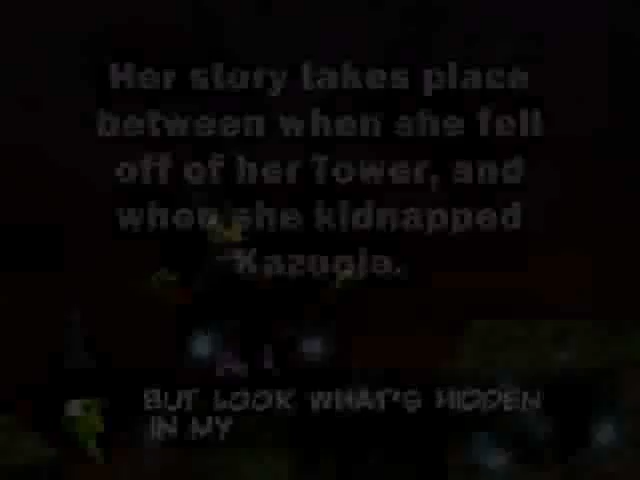 Her story takes place
between when she fell
off of her Tower, and
when she kidnapped
Kazooie.
BUT LOOK WHAT'S HIDDEN
IN MY